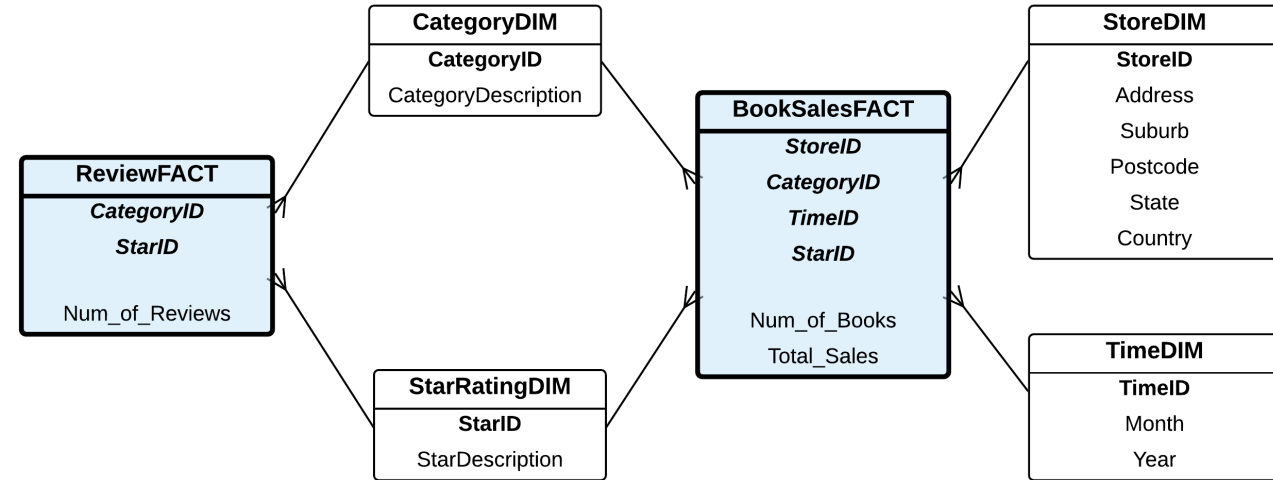 CategoryDIM
CategoryID
CategoryDescription
StoreDIM
StoreID
Address
Suburb
Postcode
State
Country
BookSalesFACT
StoreID
CategoryID
TimeID
StarID
Num_of_Books
Total_Sales
ReviewFACT
CategoryID
StarID
Num_of_Reviews
StarRatingDIM
StarID
StarDescription
TimeDIM
TimeID
Month
Year